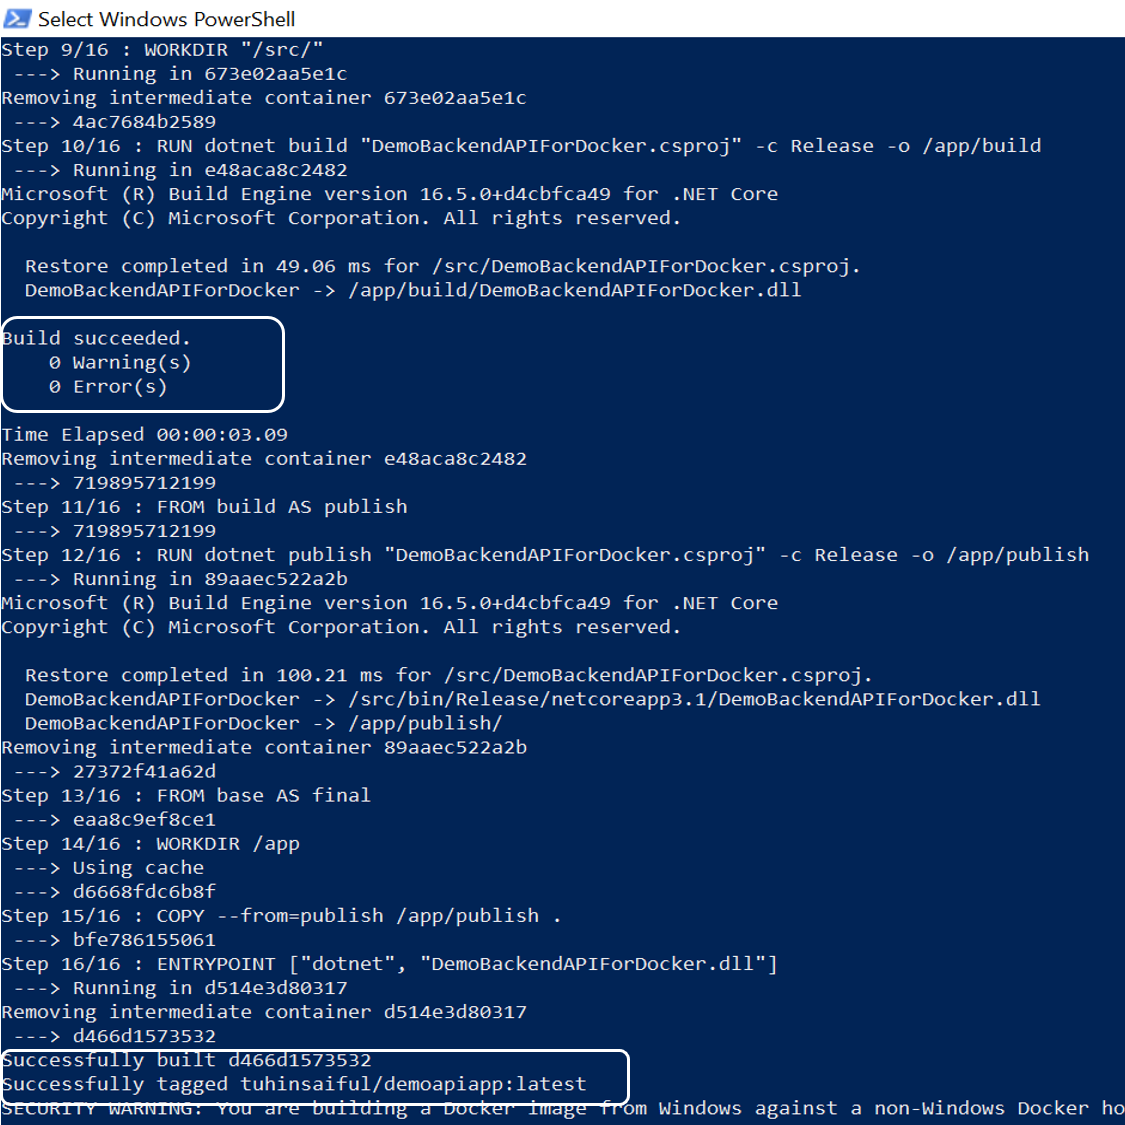 Select Windows PowerShell
Step 9/16 : WORKDIR "/src/"
 ---> Running in 673e02aa5e1c
Removing intermediate container 673e02aa5e1c
 ---> 4ac7684b2589
Step 10/16 : RUN dotnet build "DemoBackendAPIForDocker.csproj" -c Release -o /app/build
 ---> Running in e48aca8c2482
Microsoft (R) Build Engine version 16.5.0+d4cbfca49 for .NET Core
Copyright (C) Microsoft Corporation. All rights reserved.

  Restore completed in 49.06 ms for /src/DemoBackendAPIForDocker.csproj.
  DemoBackendAPIForDocker -> /app/build/DemoBackendAPIForDocker.dll

Build succeeded.
    0 Warning(s)
    0 Error(s)

Time Elapsed 00:00:03.09
Removing intermediate container e48aca8c2482
 ---> 719895712199
Step 11/16 : FROM build AS publish
 ---> 719895712199
Step 12/16 : RUN dotnet publish "DemoBackendAPIForDocker.csproj" -c Release -o /app/publish
 ---> Running in 89aaec522a2b
Microsoft (R) Build Engine version 16.5.0+d4cbfca49 for .NET Core
Copyright (C) Microsoft Corporation. All rights reserved.

  Restore completed in 100.21 ms for /src/DemoBackendAPIForDocker.csproj.
  DemoBackendAPIForDocker -> /src/bin/Release/netcoreapp3.1/DemoBackendAPIForDocker.dll
  DemoBackendAPIForDocker -> /app/publish/
Removing intermediate container 89aaec522a2b
 ---> 27372f41a62d
Step 13/16 : FROM base AS final
 ---> eaa8c9ef8ce1
Step 14/16 : WORKDIR /app
 ---> Using cache
 ---> d6668fdc6b8f
Step 15/16 : COPY --from=publish /app/publish .
 ---> bfe786155061
Step 16/16 : ENTRYPOINT ["dotnet", "DemoBackendAPIForDocker.dll"]
 ---> Running in d514e3d80317
Removing intermediate container d514e3d80317
 ---> d466d1573532
Successfully built d466d1573532
Successfully tagged tuhinsaiful/demoapiapp:latest
SECURITY WARNING: You are building a Docker image from Windows against a non-Windows Docker ho